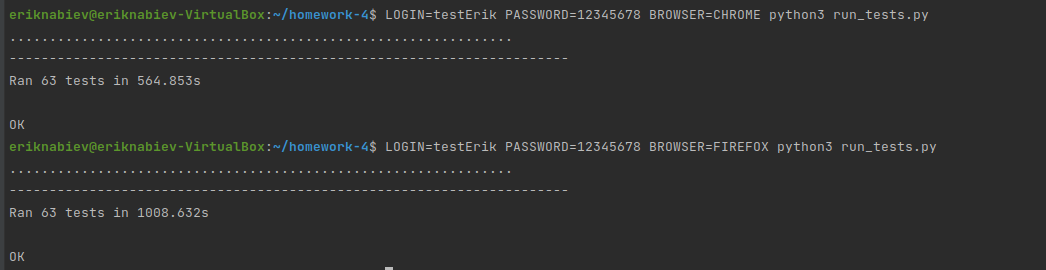 eriknabiev@eriknabiev-VirtualBox:~/homework-4$ LOGIN=testErik PASSWORD=12345678 BROWSER=CHROME python3 run_tests.py
...............................................................
----------------------------------------------------------------------
Ran 63 tests in 564.853s
OK
eriknabiev@eriknabiev-VirtualBox:~/homework-4$ LOGIN=testErik PASSWORD=12345678 BROWSER=FIREFOX python3 run_tests.py
...............................................................
----------------------------------------------------------------------
Ran 63 tests in 1008.632s
OK